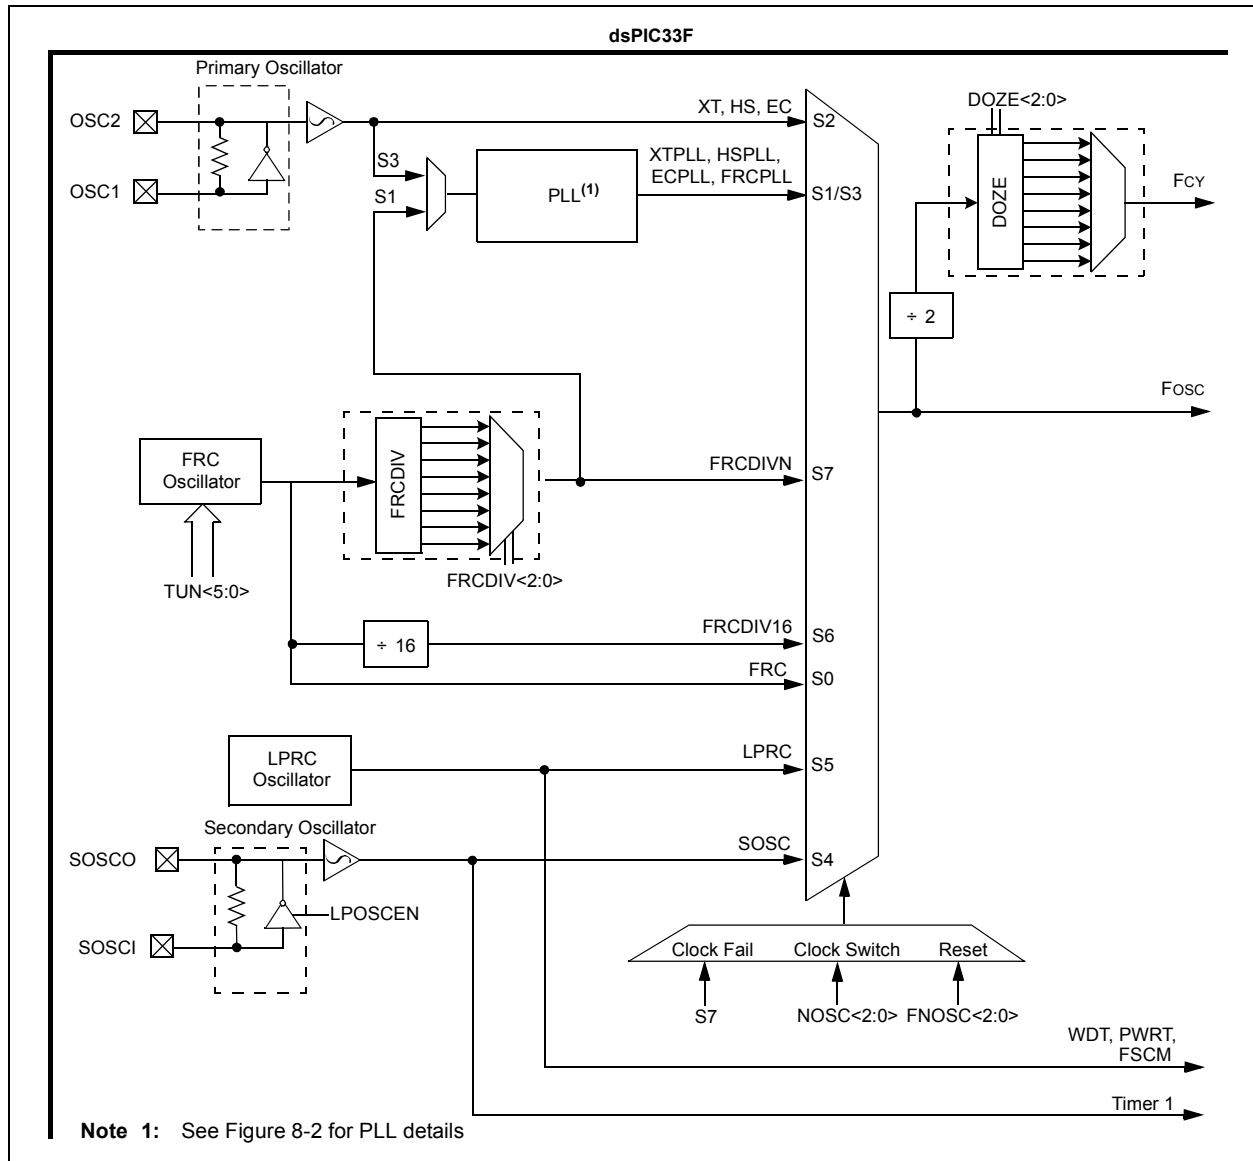 dsPIC33F
Primary Oscillator
OSC2
OSC1
S3
S1
PLL(1)
XT, HS, EC
XTPLL, HSPLL,
ECPLL, FRCPLL
S2
S1/S3
DOZE<2:0>
DOZE
FCY
÷ 2
FOSC
FRC
Oscillator
TUN<5:0>
FRCDIV
FRCDIV<2:0>
FRCDIVN
S7
÷ 16
FRCDIV16
S6
FRC
S0
LPRC
Oscillator
LPRC
S5
Secondary Oscillator
SOSCO
SOSCI
LPOSCEN
SOSC
S4
Clock Fail
Clock Switch
Reset
S7
NOSC<2:0>
FNOSC<2:0>
WDT, PWRT,
FSCM
Timer 1
Note 1: See Figure 8-2 for PLL details